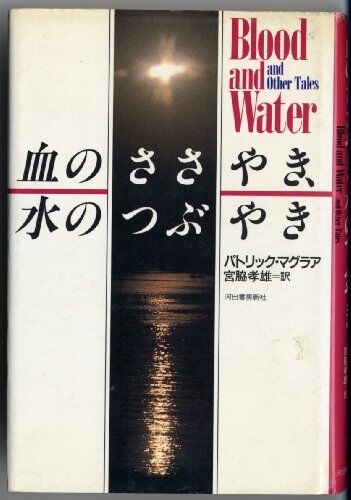 Blood
and
and
Other Tales
Water
血のささやき、
水のつぶやき
パトリック・マグラア
宮脇孝雄=訳
河出書房新社
Blood and Water
and other Tales